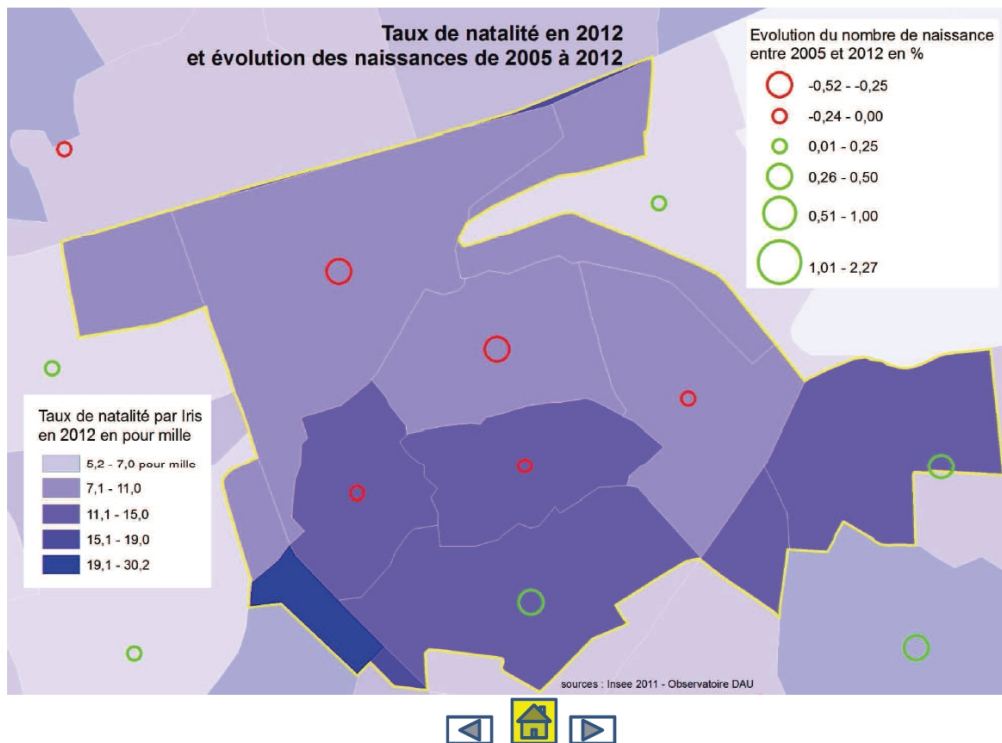 Taux de natalité en 2012
et évolution des naissances de 2005 à 2012
Evolution du nombre de naissance
entre 2005 et 2012 en %
-0,52 - -0,25
-0,24 - 0,00
0,01 - 0,25
0,26 - 0,50
0,51 - 1,00
1,01 - 2,27
Taux de natalité par Iris
en 2012 en pour mille
5,2 - 7,0 pour mille
7,1 - 11,0
11,1 - 15,0
15,1 - 19,0
19,1 - 30,2
sources : Insee 2011 - Observatoire DAU